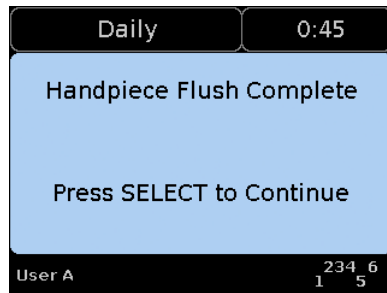 Daily 0:45
Handpiece Flush Complete
Press SELECT to Continue
User A 1 234 5 6